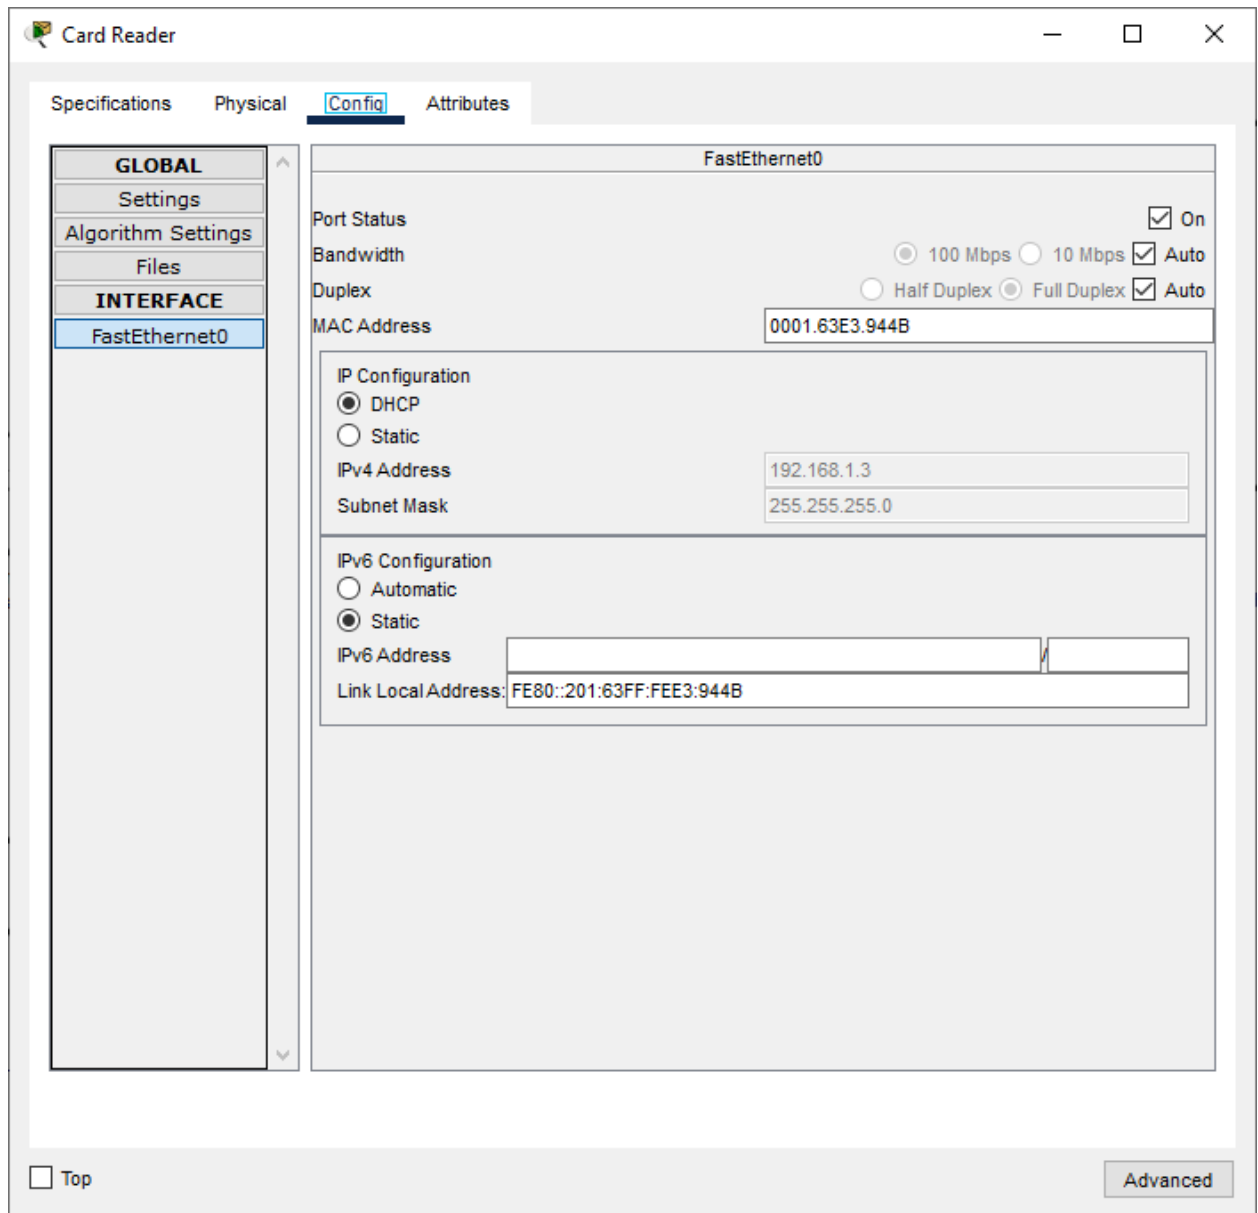 Card Reader
Specifications Physical Config Attributes
GLOBAL
Settings
Algorithm Settings
Files
INTERFACE
FastEthernet0
FastEthernet0
Port Status On
Bandwidth 100 Mbps 10 Mbps Auto
Duplex Half Duplex Full Duplex Auto
MAC Address 0001.63E3.944B
IP Configuration
DHCP
Static
IPv4 Address 192.168.1.3
Subnet Mask 255.255.255.0
IPv6 Configuration
Automatic
Static
IPv6 Address /
Link Local Address: FE80::201:63FF:FEE3:944B
Top Advanced